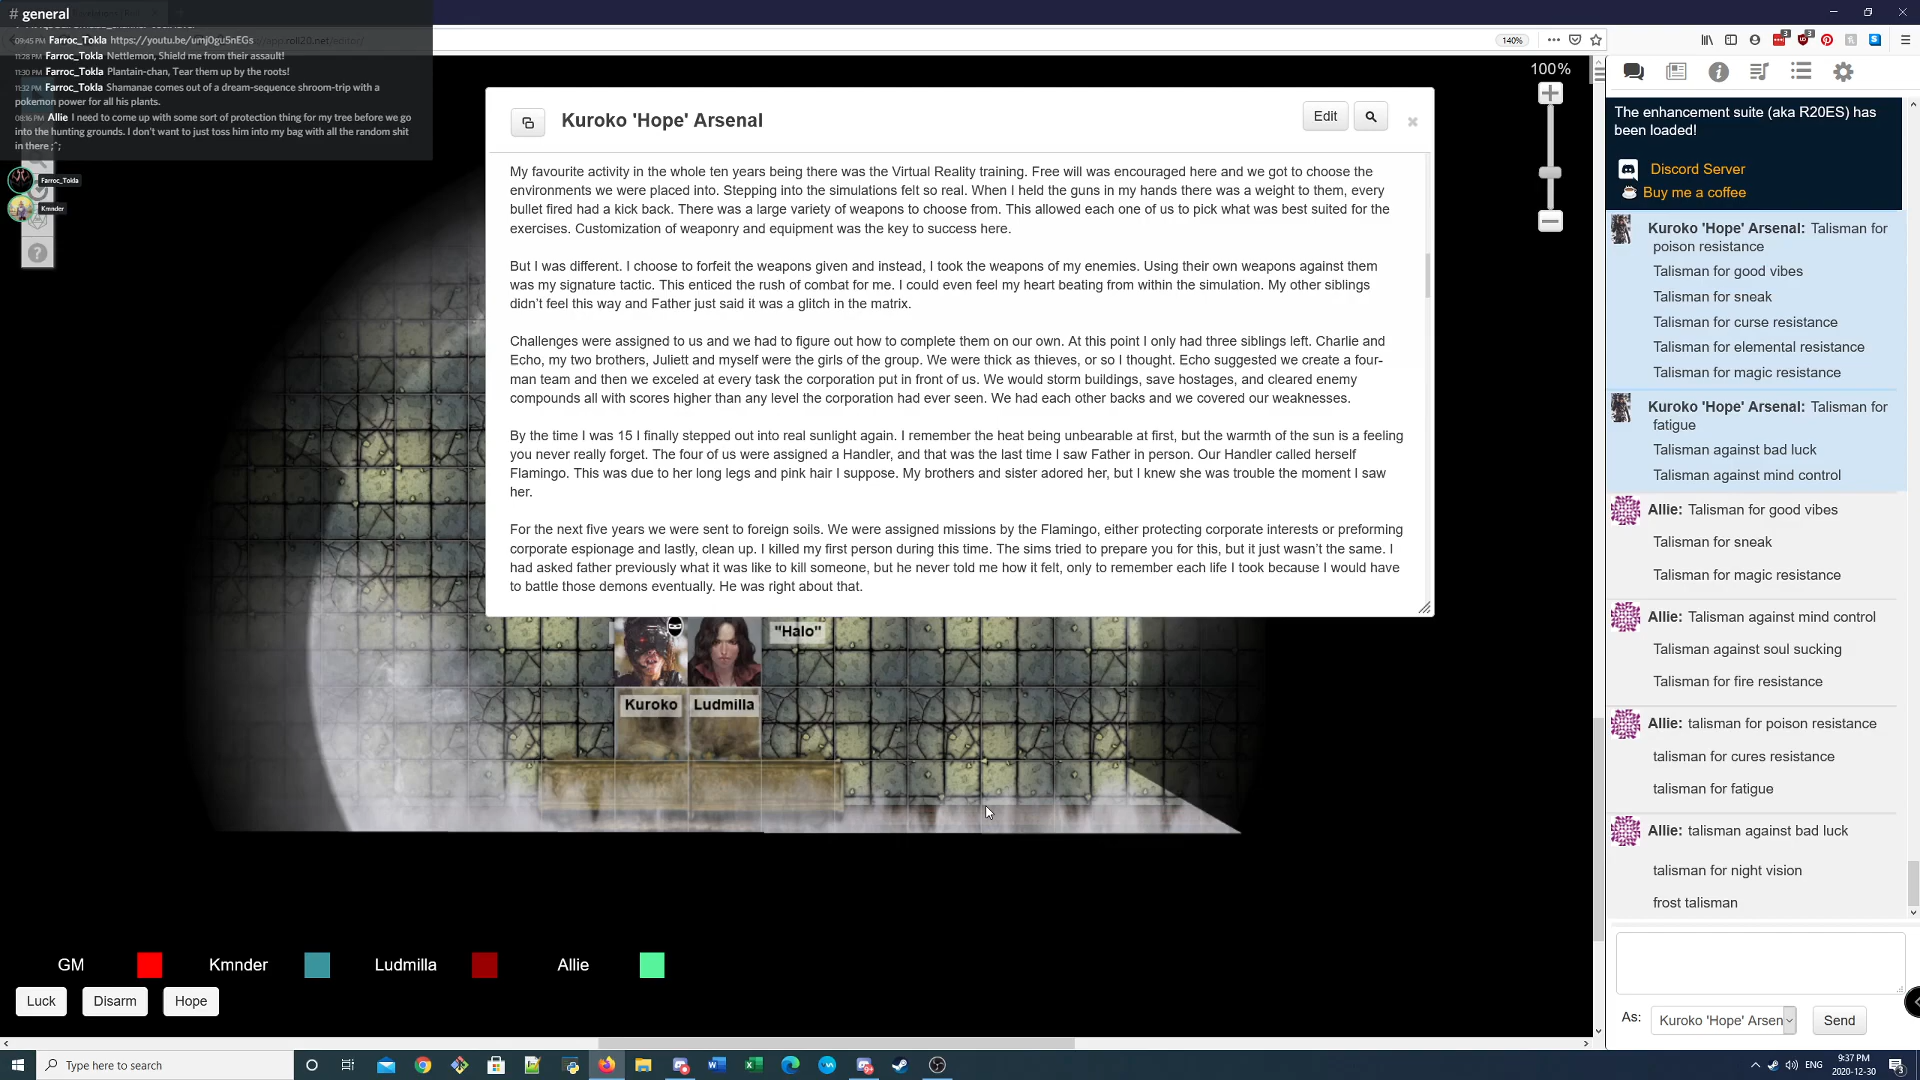 # general
09:45 PM Farroc_Tokla https://youtu.be/umj0gu5nEGs
11:28 PM Farroc_Tokla Nettlemon, Shield me from their assault!
11:30 PM Farroc_Tokla Plantain-chan, Tear them up by the roots!
11:32 PM Farroc_Tokla Shamanae comes out of a dream-sequence shroom-trip with a
pokemon power for all his plants.
08:16 PM Allie I need to come up with some sort of protection thing for my tree before we go
into the hunting grounds. I don't want to just toss him into my bag with all the random shit
in there ;^;
Farroc_Tokla
Kmnder
roll20.net/editor/
140%
100%
Kuroko 'Hope' Arsenal
Edit
My favourite activity in the whole ten years being there was the Virtual Reality training. Free will was encouraged here and we got to choose the
environments we were placed into. Stepping into the simulations felt so real. When I held the guns in my hands there was a weight to them, every
bullet fired had a kick back. There was a large variety of weapons to choose from. This allowed each one of us to pick what was best suited for the
exercises. Customization of weaponry and equipment was the key to success here.
But I was different. I choose to forfeit the weapons given and instead, I took the weapons of my enemies. Using their own weapons against them
was my signature tactic. This enticed the rush of combat for me. I could even feel my heart beating from within the simulation. My other siblings
didn't feel this way and Father just said it was a glitch in the matrix.
Challenges were assigned to us and we had to figure out how to complete them on our own. At this point I only had three siblings left. Charlie and
Echo, my two brothers, Juliett and myself were the girls of the group. We were thick as thieves, or so I thought. Echo suggested we create a four-
man team and then we exceled at every task the corporation put in front of us. We would storm buildings, save hostages, and cleared enemy
compounds all with scores higher than any level the corporation had ever seen. We had each other backs and we covered our weaknesses.
By the time I was 15 I finally stepped out into real sunlight again. I remember the heat being unbearable at first, but the warmth of the sun is a feeling
you never really forget. The four of us were assigned a Handler, and that was the last time I saw Father in person. Our Handler called herself
Flamingo. This was due to her long legs and pink hair I suppose. My brothers and sister adored her, but I knew she was trouble the moment I saw
her.
For the next five years we were sent to foreign soils. We were assigned missions by the Flamingo, either protecting corporate interests or preforming
corporate espionage and lastly, clean up. I killed my first person during this time. The sims tried to prepare you for this, but it just wasn't the same. I
had asked father previously what it was like to kill someone, but he never told me how it felt, only to remember each life I took because I would have
to battle those demons eventually. He was right about that.
"Halo"
Kuroko
Ludmilla
GM
Kmnder
Ludmilla
Allie
Luck
Disarm
Hope
The enhancement suite (aka R20ES) has
been loaded!
Discord Server
Buy me a coffee
Kuroko 'Hope' Arsenal: Talisman for
poison resistance
Talisman for good vibes
Talisman for sneak
Talisman for curse resistance
Talisman for elemental resistance
Talisman for magic resistance
Kuroko 'Hope' Arsenal: Talisman for
fatigue
Talisman against bad luck
Talisman against mind control
Allie: Talisman for good vibes
Talisman for sneak
Talisman for magic resistance
Allie: Talisman against mind control
Talisman against soul sucking
Talisman for fire resistance
Allie: talisman for poison resistance
talisman for cures resistance
talisman for fatigue
Allie: talisman against bad luck
talisman for night vision
frost talisman
As:
Kuroko 'Hope' Arsen
Send
Type here to search
ENG
9:37 PM
2020-12-30
3